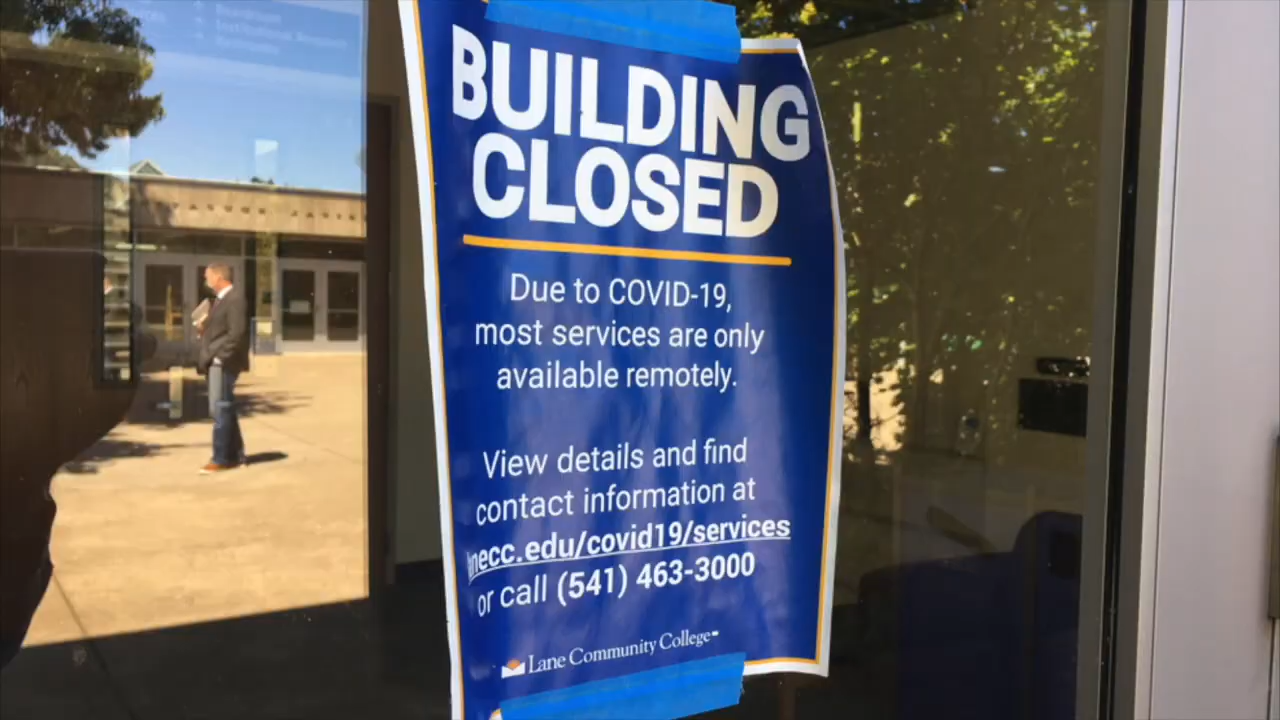 BUILDING
CLOSED
Due to COVID-19,
most services are only
available remotely.
View details and find
contact information at
necc.edu/covid19/services
or call (541) 463-3000
Lane Community College